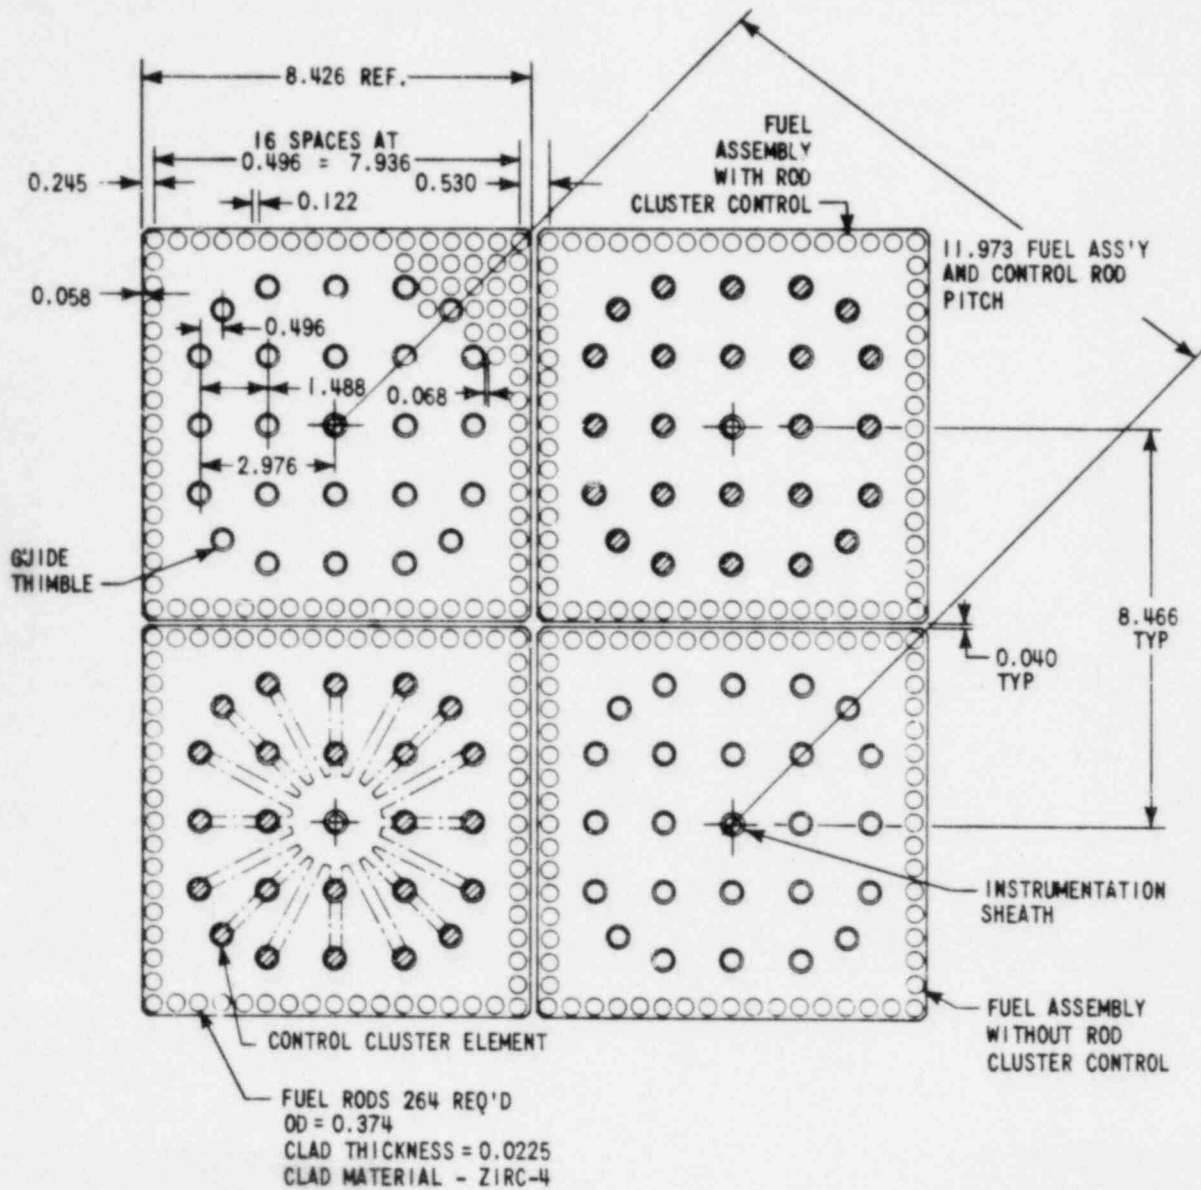 8.426 REF.
16 SPACES AT
0.496 = 7.936
0.245
0.530
0.122
FUEL
ASSEMBLY
WITH ROD
CLUSTER CONTROL
11.973 FUEL ASS'Y
AND CONTROL ROD
PITCH
0.058
0.496
1.488
0.068
2.976
GUIDE
THIMBLE
8.466
TYP
0.040
TYP
INSTRUMENTATION
SHEATH
FUEL ASSEMBLY
WITHOUT ROD
CLUSTER CONTROL
CONTROL CLUSTER ELEMENT
FUEL RODS 264 REQ'D
OD = 0.374
CLAD THICKNESS = 0.0225
CLAD MATERIAL - ZIRC-4